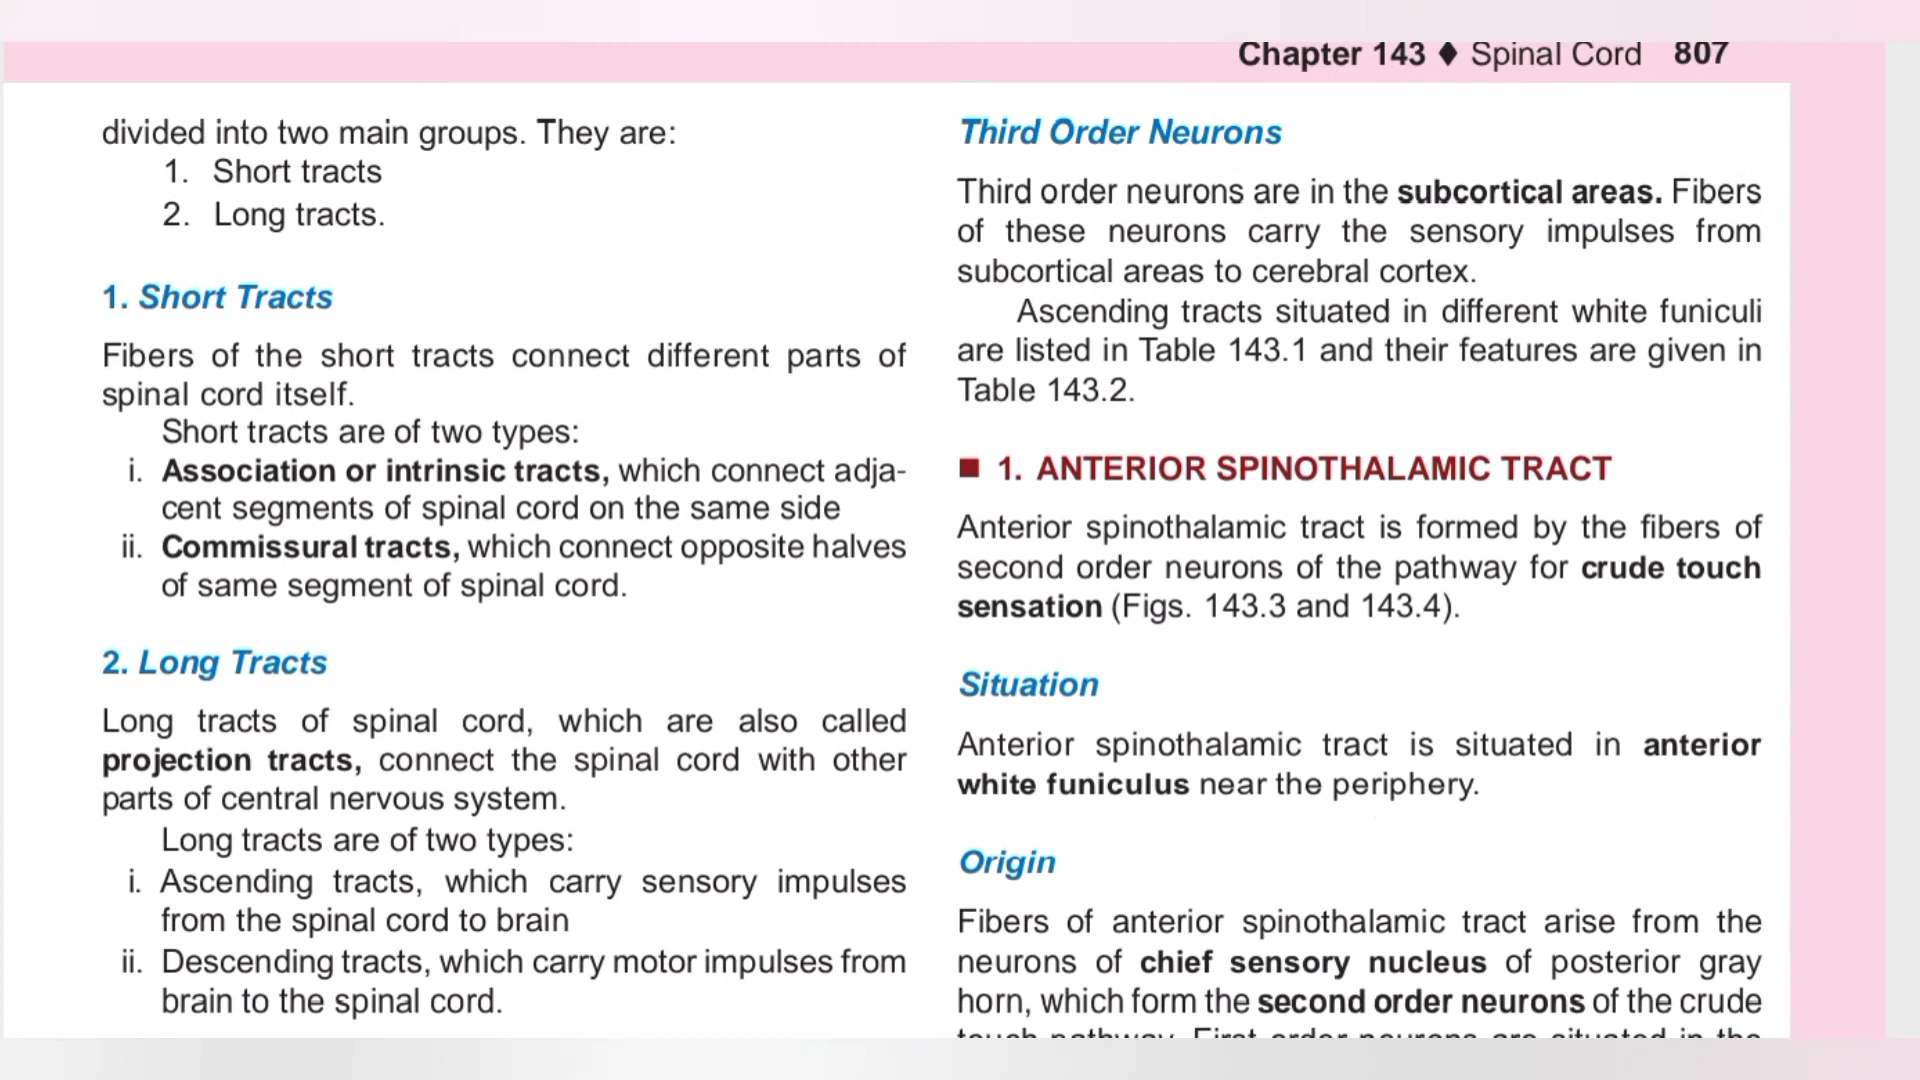 Chapter 143 ♦ Spinal Cord 807
divided into two main groups. They are:
1. Short tracts
2. Long tracts.
1. Short Tracts
Fibers of the short tracts connect different parts of
spinal cord itself.
Short tracts are of two types:
i. Association or intrinsic tracts, which connect adja-
cent segments of spinal cord on the same side
ii. Commissural tracts, which connect opposite halves
of same segment of spinal cord.
2. Long Tracts
Long tracts of spinal cord, which are also called
projection tracts, connect the spinal cord with other
parts of central nervous system.
Long tracts are of two types:
i. Ascending tracts, which carry sensory impulses
from the spinal cord to brain
ii. Descending tracts, which carry motor impulses from
brain to the spinal cord.
Third Order Neurons
Third order neurons are in the subcortical areas. Fibers
of these neurons carry the sensory impulses from
subcortical areas to cerebral cortex.
Ascending tracts situated in different white funiculi
are listed in Table 143.1 and their features are given in
Table 143.2.
■ 1. ANTERIOR SPINOTHALAMIC TRACT
Anterior spinothalamic tract is formed by the fibers of
second order neurons of the pathway for crude touch
sensation (Figs. 143.3 and 143.4).
Situation
Anterior spinothalamic tract is situated in anterior
white funiculus near the periphery.
Origin
Fibers of anterior spinothalamic tract arise from the
neurons of chief sensory nucleus of posterior gray
horn, which form the second order neurons of the crude
touch pathway. First order neurons are situated in the